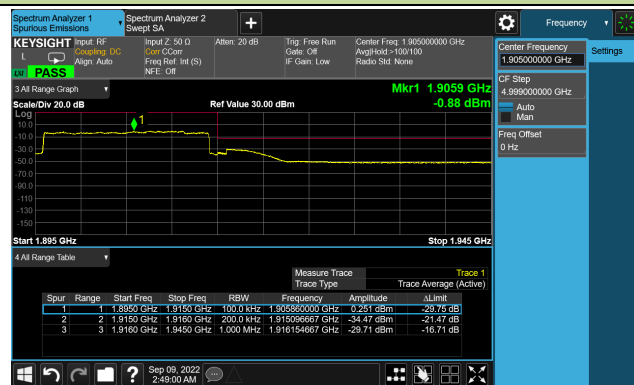 Spectrum Analyzer 1
Spurious Emissions
Spectrum Analyzer 2
Swept SA
Frequency
KEYSIGHT
L
PASS
Input: RF
Coupling: DC
Align: Auto
Input Z: 50 Ω
Corr CCorr
Freq Ref: Int (S)
NFE: Off
Atten: 20 dB
Trig: Free Run
Gate: Off
IF Gain: Low
Center Freq: 1.905000000 GHz
Avg|Hold:>100/100
Radio Std: None
Center Frequency
1.905000000 GHz
Settings
CF Step
4.999000000 GHz
Auto
Man
Freq Offset
0 Hz
3 All Range Graph
Mkr1 1.9059 GHz
Scale/Div 20.0 dB
Ref Value 30.00 dBm
-0.88 dBm
Log
10.0
-10.0
-30.0
-50.0
-70.0
-90.0
-110
-130
-150
1
Start 1.895 GHz
Stop 1.945 GHz
4 All Range Table
Measure Trace Trace 1
Trace Type Trace Average (Active)
Spur Range Start Freq Stop Freq RBW Frequency Amplitude ΔLimit
1 1 1.8950 GHz 1.9150 GHz 100.0 kHz 1.905860000 GHz 0.251 dBm -29.75 dB
2 2 1.9150 GHz 1.9160 GHz 200.0 kHz 1.915096667 GHz -34.47 dBm -21.47 dB
3 3 1.9160 GHz 1.9450 GHz 1.000 MHz 1.916154667 GHz -29.71 dBm -16.71 dB
?
Sep 09, 2022
2:49:00 AM